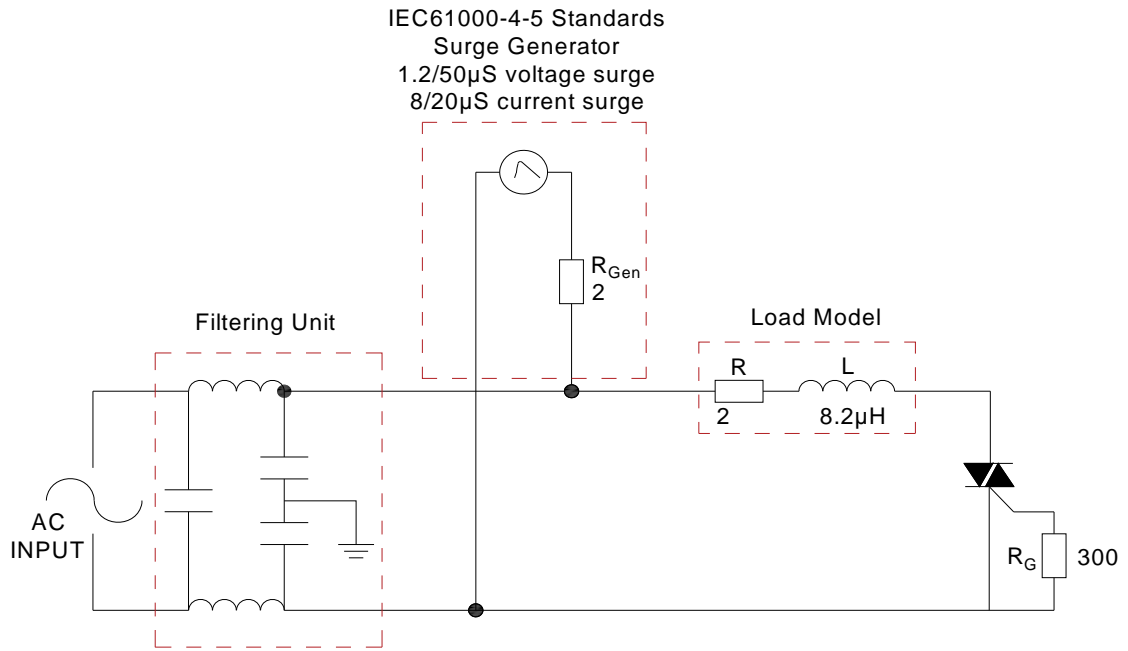 IEC61000-4-5 Standards
Surge Generator
1.2/50µS voltage surge
8/20µS current surge
RGen
2
Filtering Unit
Load Model
R
L
2
8.2µH
AC
INPUT
RG
300